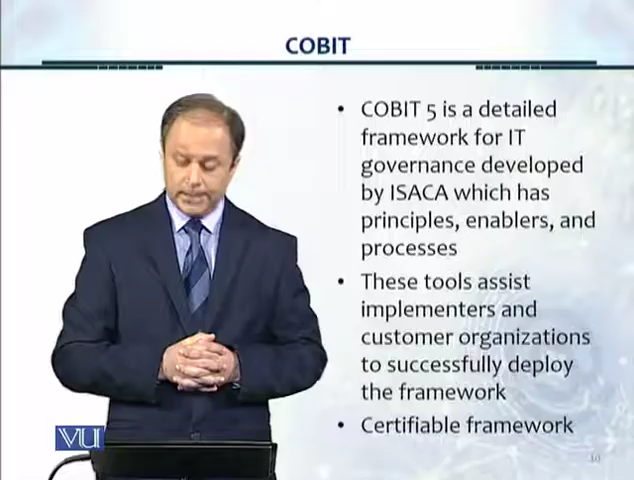 COBIT
• COBIT 5 is a detailed
framework for IT
governance developed
by ISACA which has
principles, enablers, and
processes
• These tools assist
implementers and
customer organizations
to successfully deploy
the framework
• Certifiable framework
VU
10